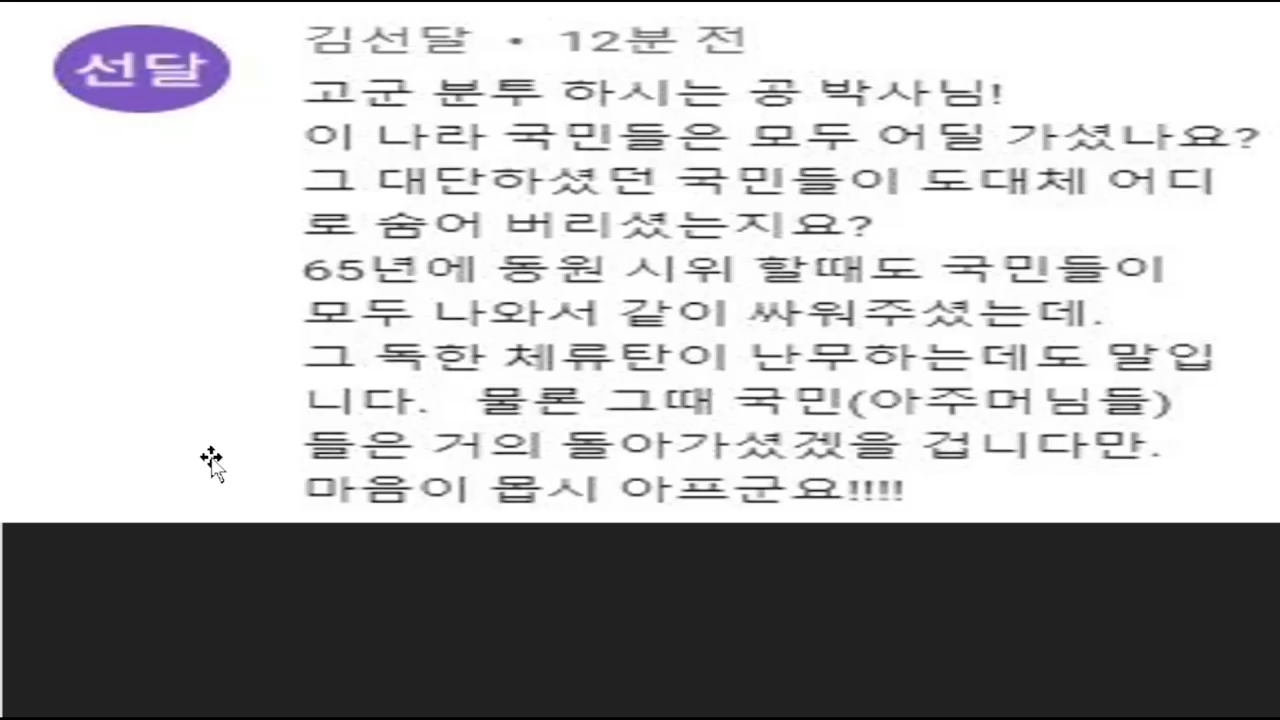 선달
김선달 • 12분 전
고군 분투 하시는 공 박사님!
이 나라 국민들은 모두 어딜 가셨나요?
그 대단하셨던 국민들이 도대체 어디
로 숨어 버리셨는지요?
65년에 동원 시위 할때도 국민들이
모두 나와서 같이 싸워주셨는데.
그 독한 체류탄이 난무하는데도 말입
니다. 물론 그때 국민(아주머님들)
들은 거의 돌아가셨겠을 겁니다만.
마음이 몹시 아프군요!!!!